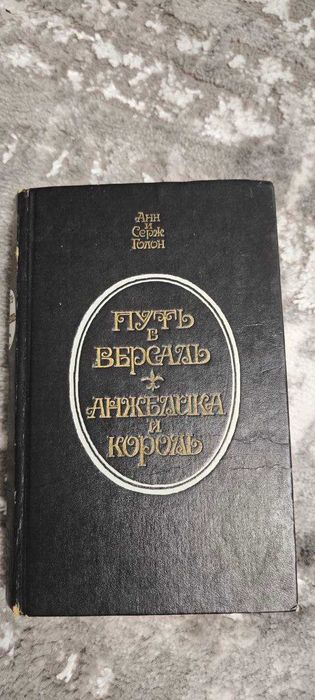 Анн
и
Серж
Голон
ПУТЬ
в
ВЕРСАЛЬ
АНЖЕЛИКА
и
КОРОЛЬ